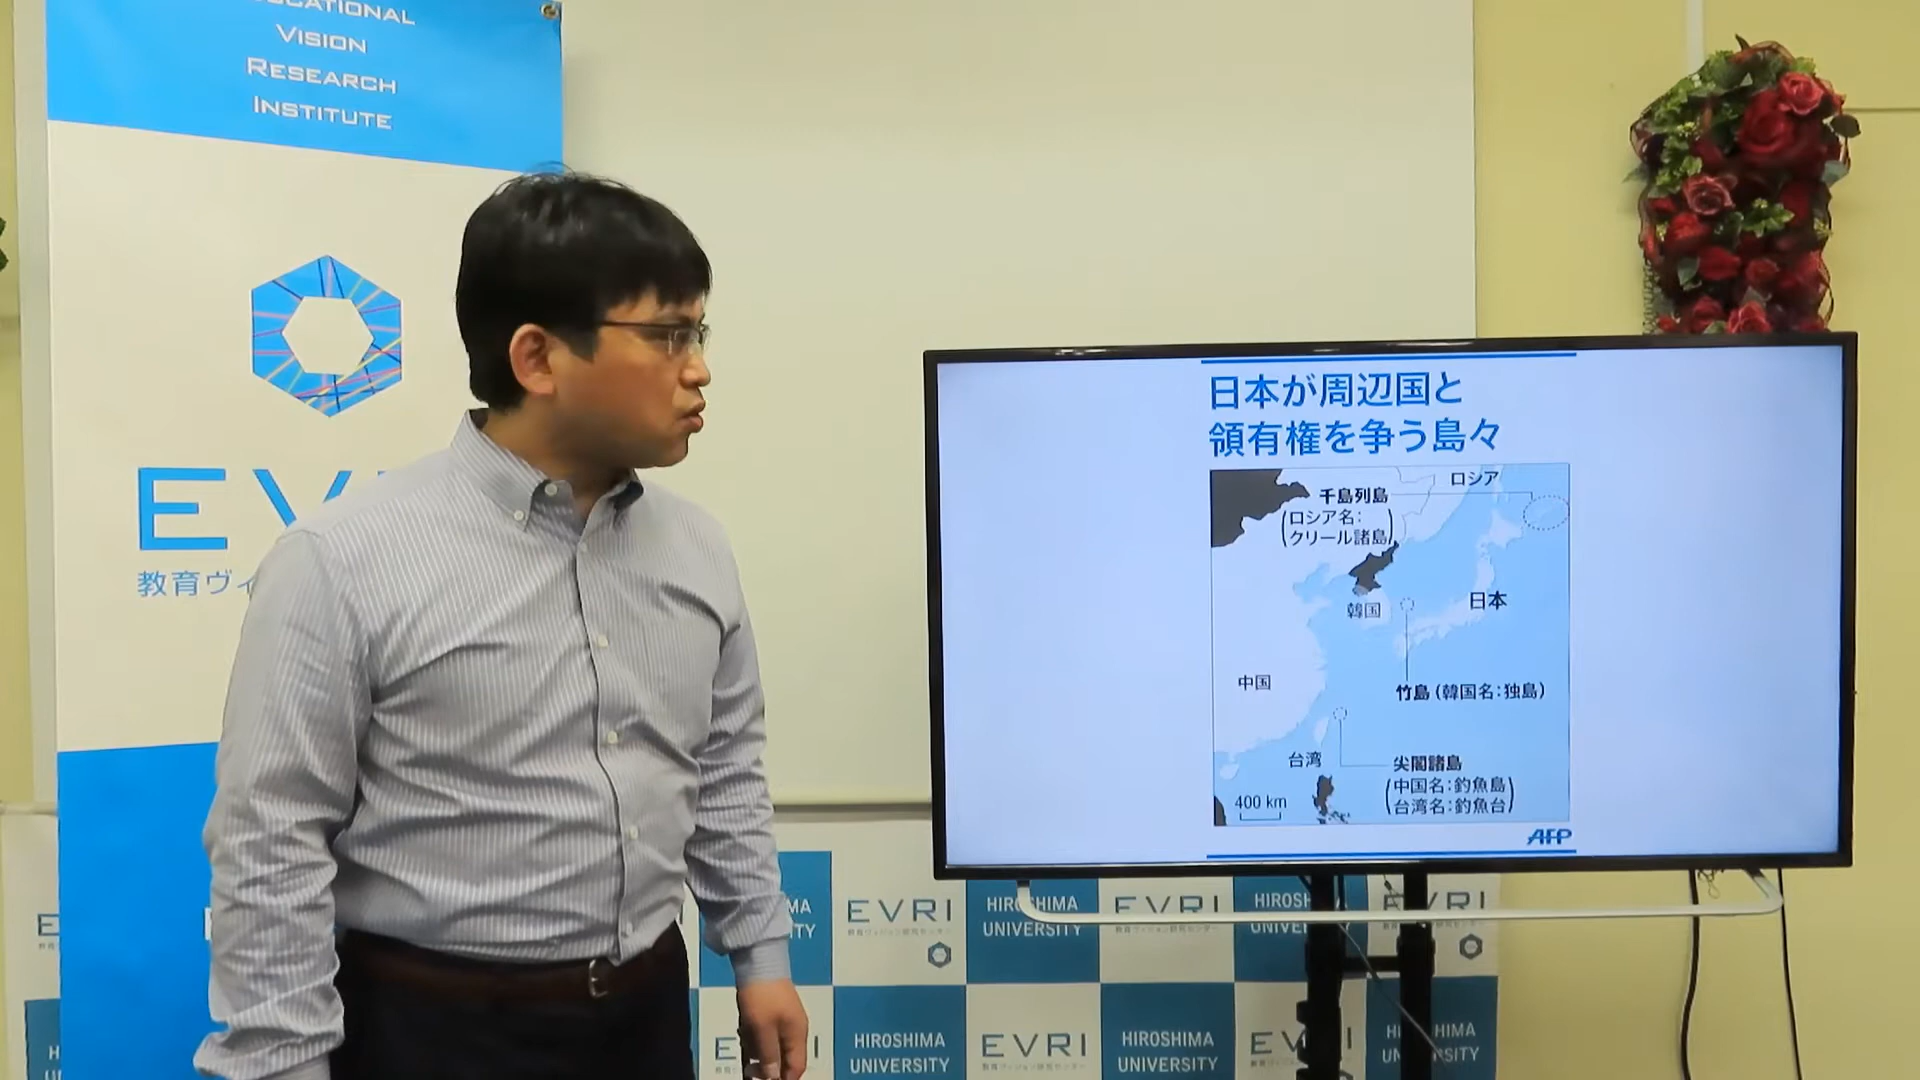 VISION
RESEARCH
INSTITUTE
教育ヴィ
日本が周辺国と
領有権を争う島々
ロシア
千島列島
(ロシア名:
クリール諸島)
韓国
日本
中国
竹島 (韓国名:独島)
台湾
尖閣諸島
(中国名:釣魚島
台湾名:釣魚台)
400 km
AFP
EVRI
HIROSHIMA
UNIVERSITY
EVRI
HIROSHIMA
UNIVERSITY
EVRI
HIROSHIMA
UNIVERSITY
EVRI
HIROSHIMA
UNIVERSITY